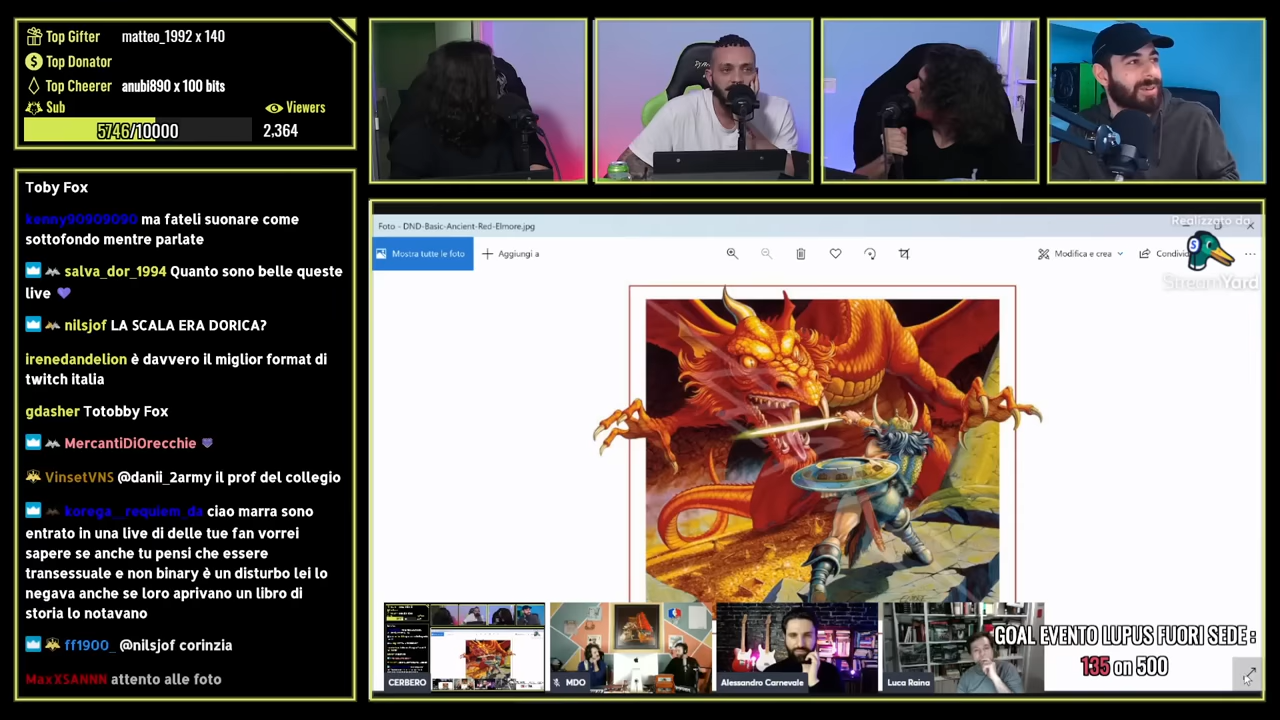 Top Gifter matteo_1992 x 140
Top Donator
Top Cheerer anubi890 x 100 bits
Sub Viewers
5746/10000 2,364
Toby Fox
kenny90909090 ma fateli suonare come
sottofondo mentre parlate
salva_dor_1994 Quanto sono belle queste
live
nilsjof LA SCALA ERA DORICA?
irenedandelion è davvero il miglior format di
twitch italia
gdasher Totobby Fox
MercantiDiOrecchie
VinsetVNS @danii_2army il prof del collegio
korega__requiem_da ciao marra sono
entrato in una live di delle tue fan vorrei
sapere se anche tu pensi che essere
transessuale e non binary è un disturbo lei lo
negava anche se loro aprivano un libro di
storia lo notavano
ff1900_ @nilsjof corinzia
MaxXSANNN attento alle foto
Foto - DND-Basic-Ancient-Red-Elmore.jpg
Mostra tutte le foto
Aggiungi a
Modifica e crea
Condividi
Realizzato da
StreamYard
CERBERO
MDO
Alessandro Carnevale
Luca Raina
GOAL EVENTO LUPUS FUORI SEDE :
135 on 500